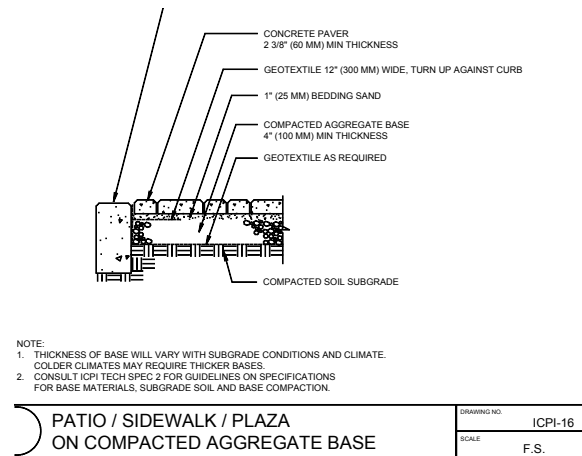 CONCRETE PAVER
2 3/8" (60 MM) MIN THICKNESS
GEOTEXTILE 12" (300 MM) WIDE, TURN UP AGAINST CURB
1" (25 MM) BEDDING SAND
COMPACTED AGGREGATE BASE
4" (100 MM) MIN THICKNESS
GEOTEXTILE AS REQUIRED
COMPACTED SOIL SUBGRADE
NOTE:
1. THICKNESS OF BASE WILL VARY WITH SUBGRADE CONDITIONS AND CLIMATE.
COLDER CLIMATES MAY REQUIRE THICKER BASES.
2. CONSULT ICPI TECH SPEC 2 FOR GUIDELINES ON SPECIFICATIONS
FOR BASE MATERIALS, SUBGRADE SOIL AND BASE COMPACTION.
PATIO / SIDEWALK / PLAZA
ON COMPACTED AGGREGATE BASE
DRAWING NO.
ICPI-16
SCALE
F.S.